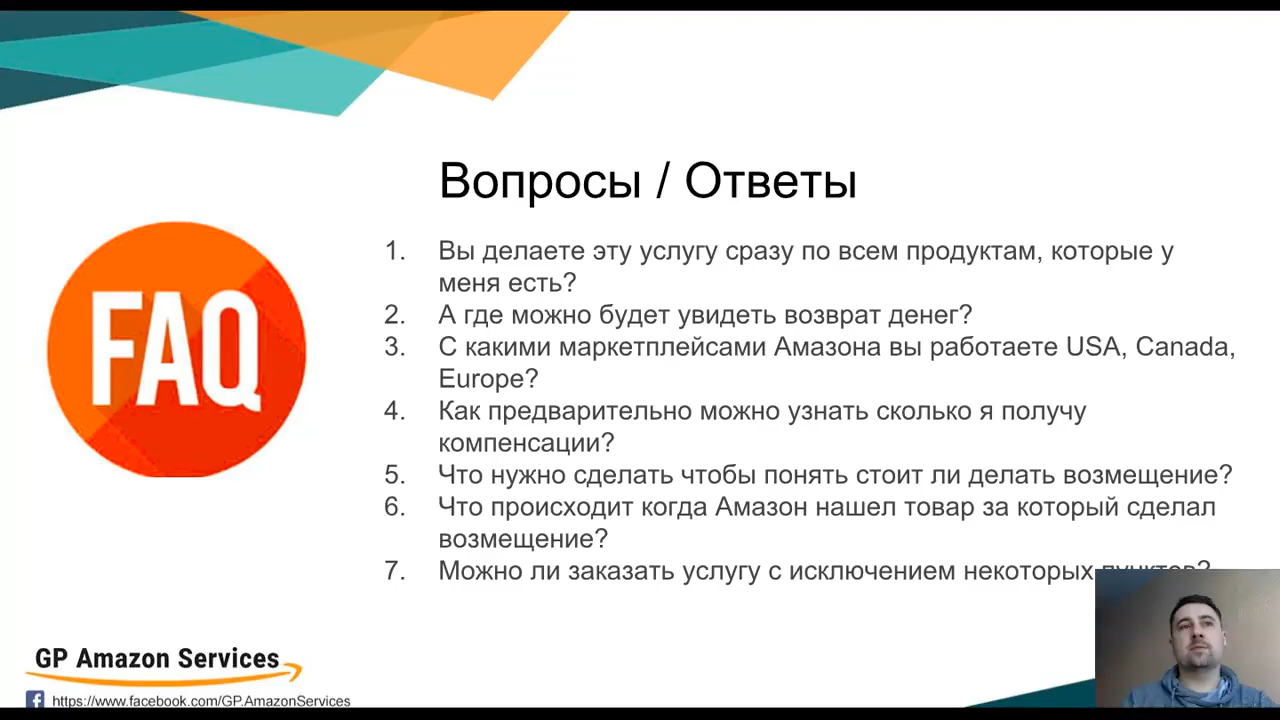 Вопросы / Ответы
FAQ
1. Вы делаете эту услугу сразу по всем продуктам, которые у
меня есть?
2. А где можно будет увидеть возврат денег?
3. С какими маркетплейсами Амазона вы работаете USA, Canada,
Europe?
4. Как предварительно можно узнать сколько я получу
компенсации?
5. Что нужно сделать чтобы понять стоит ли делать возмещение?
6. Что происходит когда Амазон нашел товар за который сделал
возмещение?
7. Можно ли заказать услугу с исключением некоторых пунктов?
GP Amazon Services
https://www.facebook.com/GP.AmazonServices